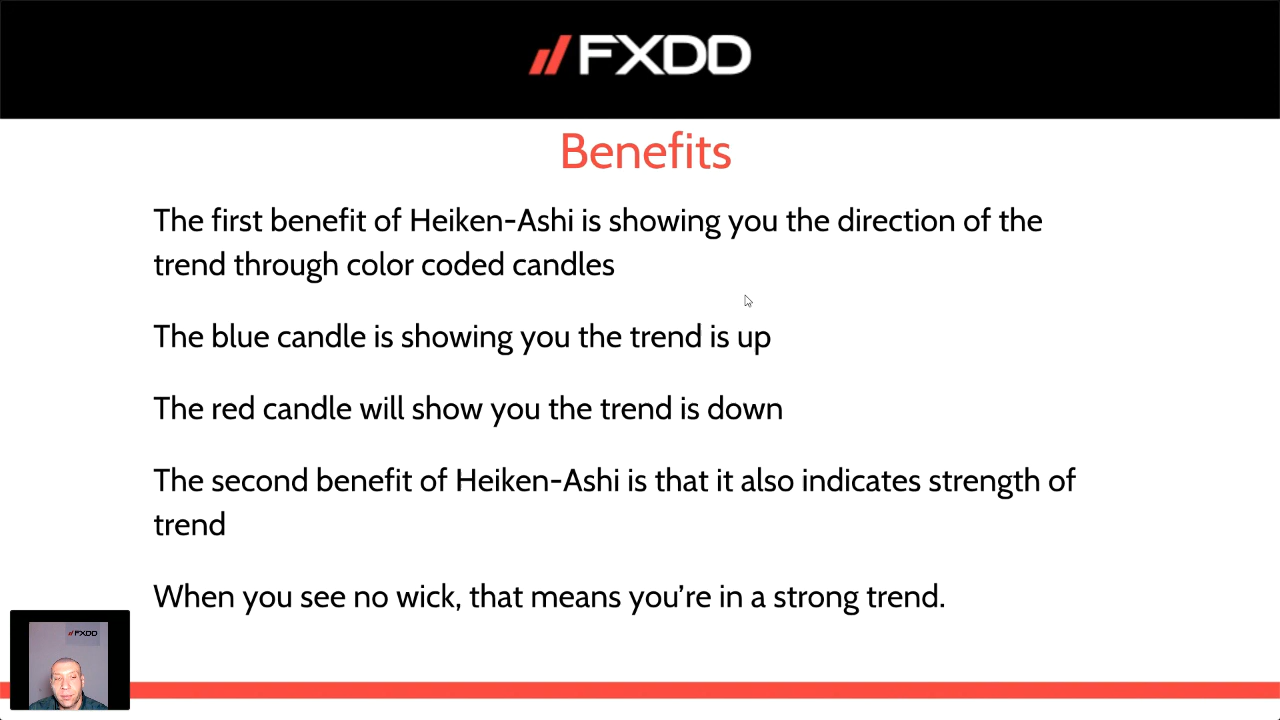 FXDD
Benefits
The first benefit of Heiken-Ashi is showing you the direction of the
trend through color coded candles
The blue candle is showing you the trend is up
The red candle will show you the trend is down
The second benefit of Heiken-Ashi is that it also indicates strength of
trend
When you see no wick, that means you’re in a strong trend.
FXDD